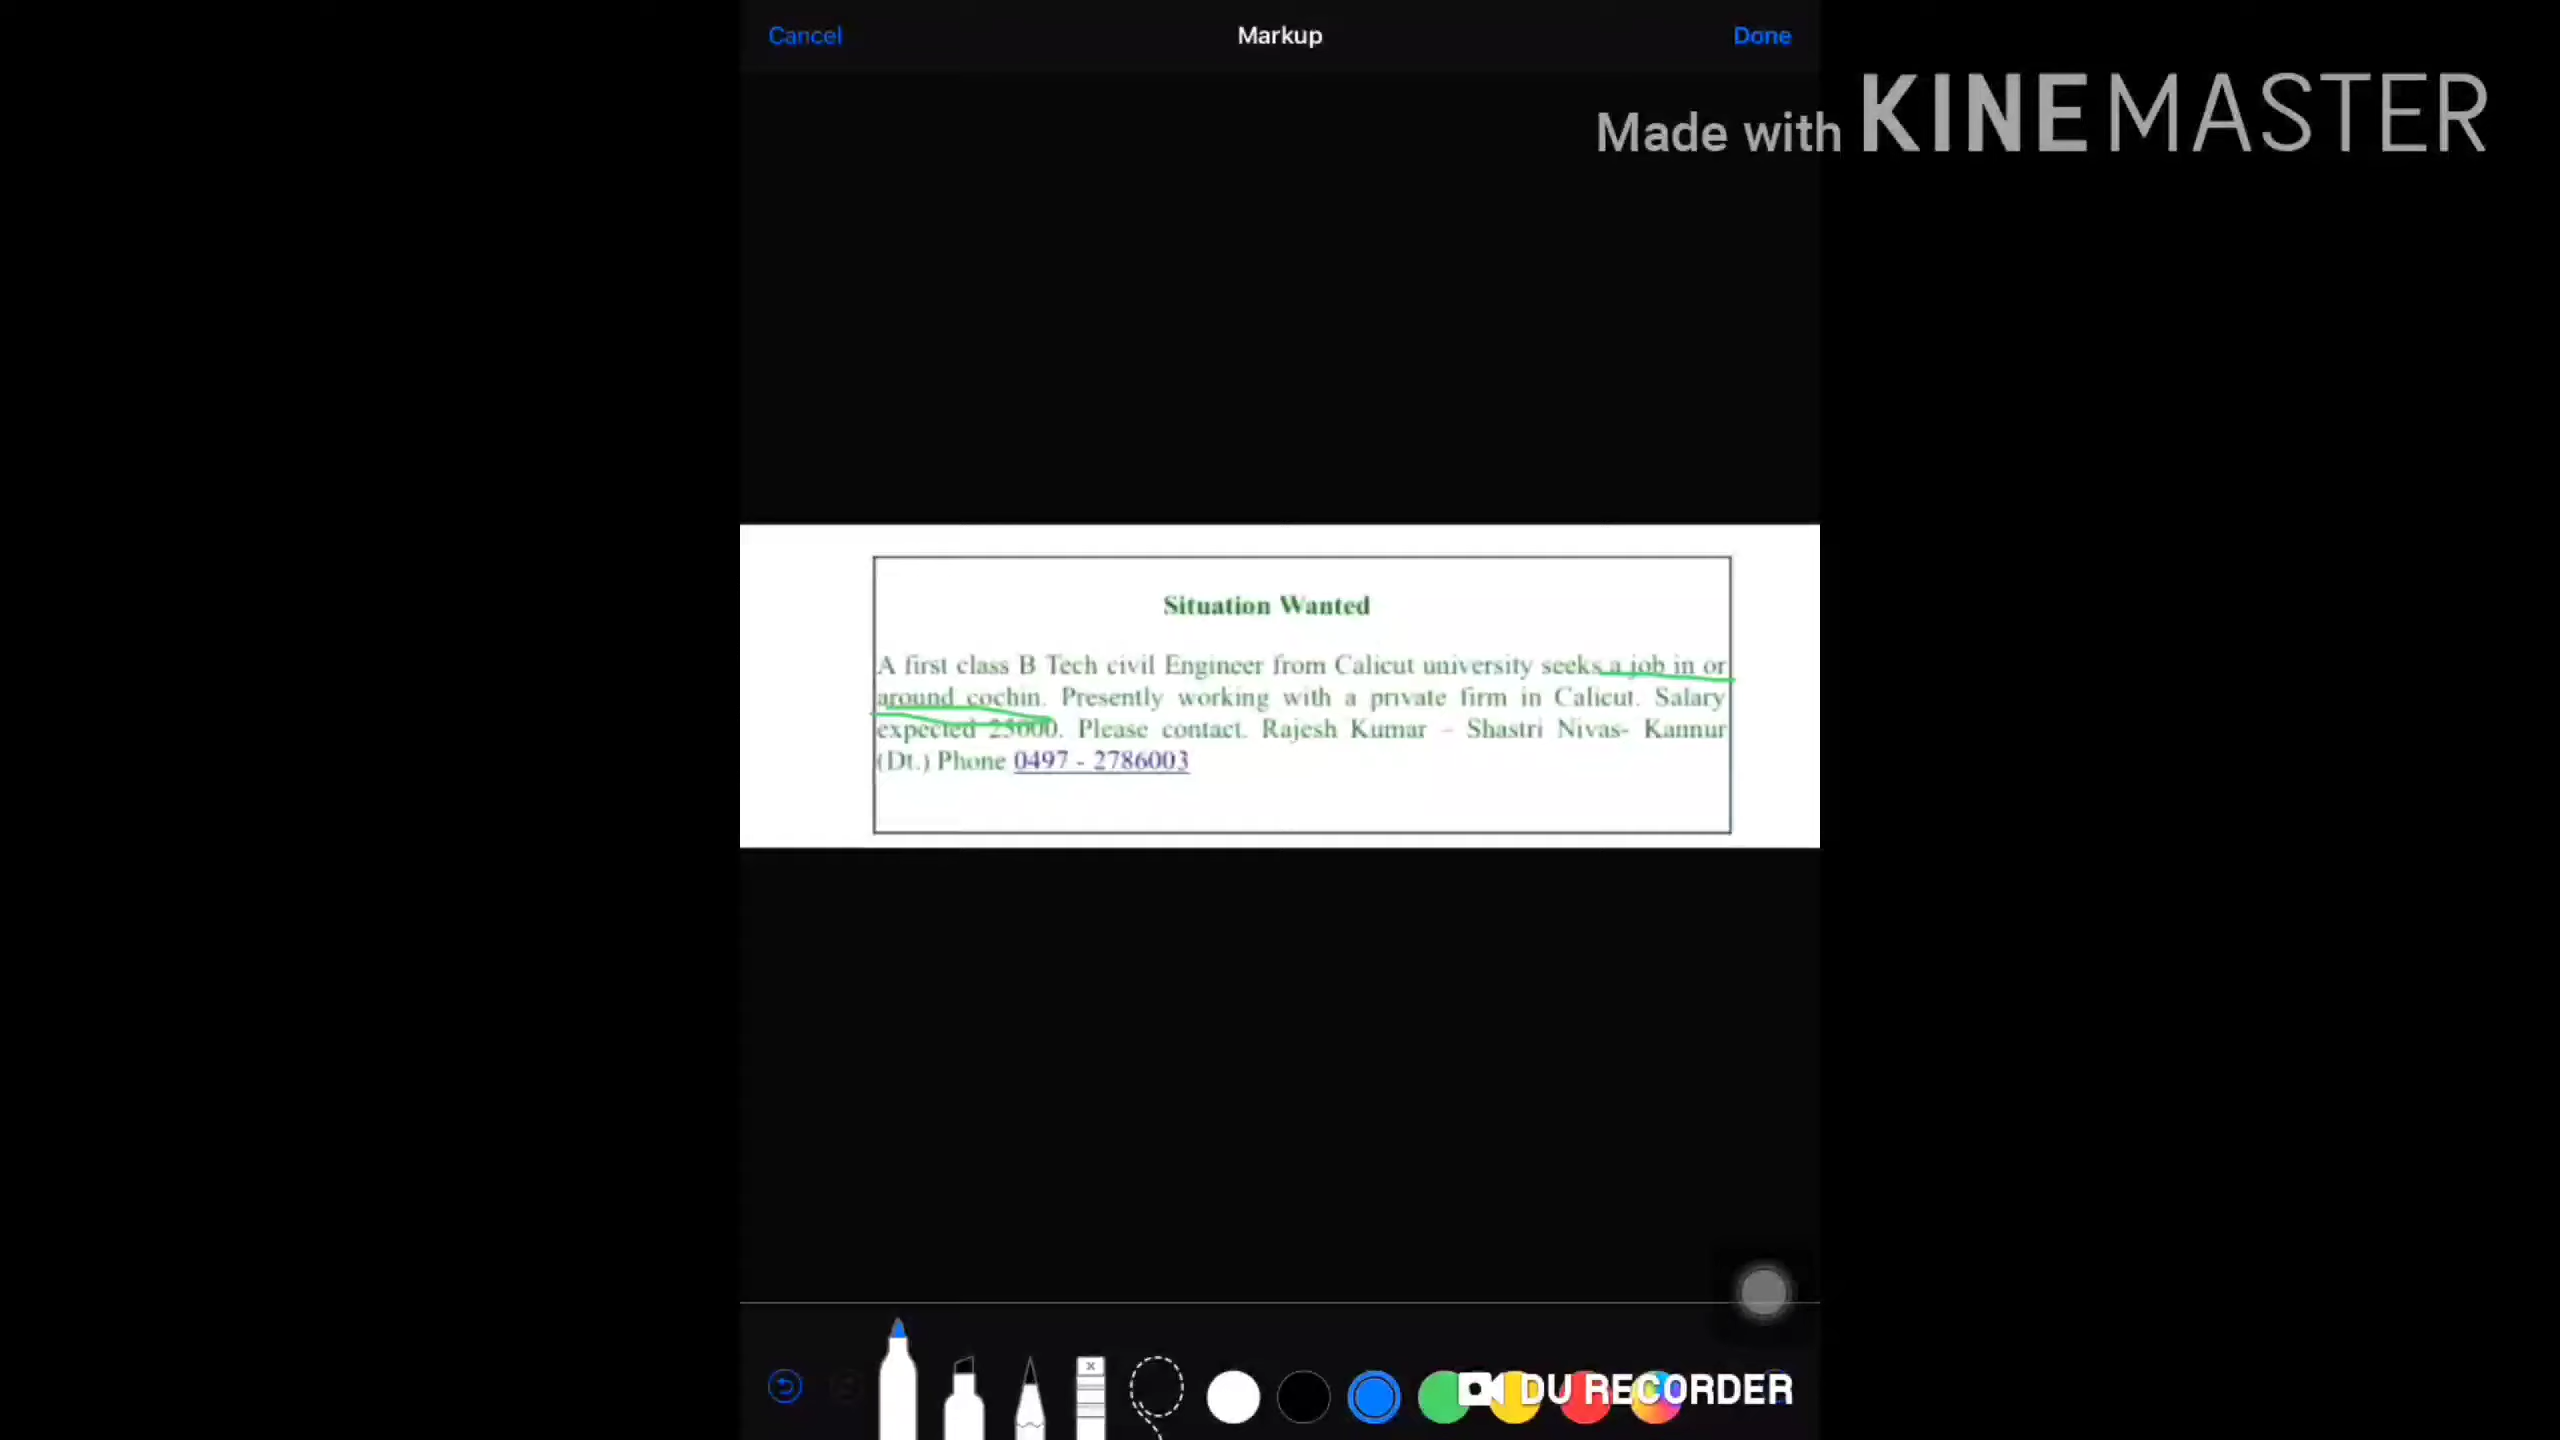 Cancel
Markup
Done
Made with KINEMASTER
Situation Wanted
A first class B Tech civil Engineer from Calicut university seeks a job in or
around cochin. Presently working with a private firm in Calicut. Salary
expected 25000. Please contact. Rajesh Kumar – Shastri Nivas- Kannur
(Dt.) Phone 0497 - 2786003
DU RECORDER